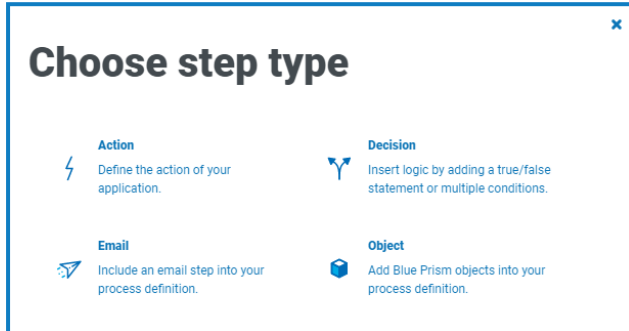 Choose step type
Action
Define the action of your
application.
Decision
Insert logic by adding a true/false
statement or multiple conditions.
Email
Include an email step into your
process definition.
Object
Add Blue Prism objects into your
process definition.